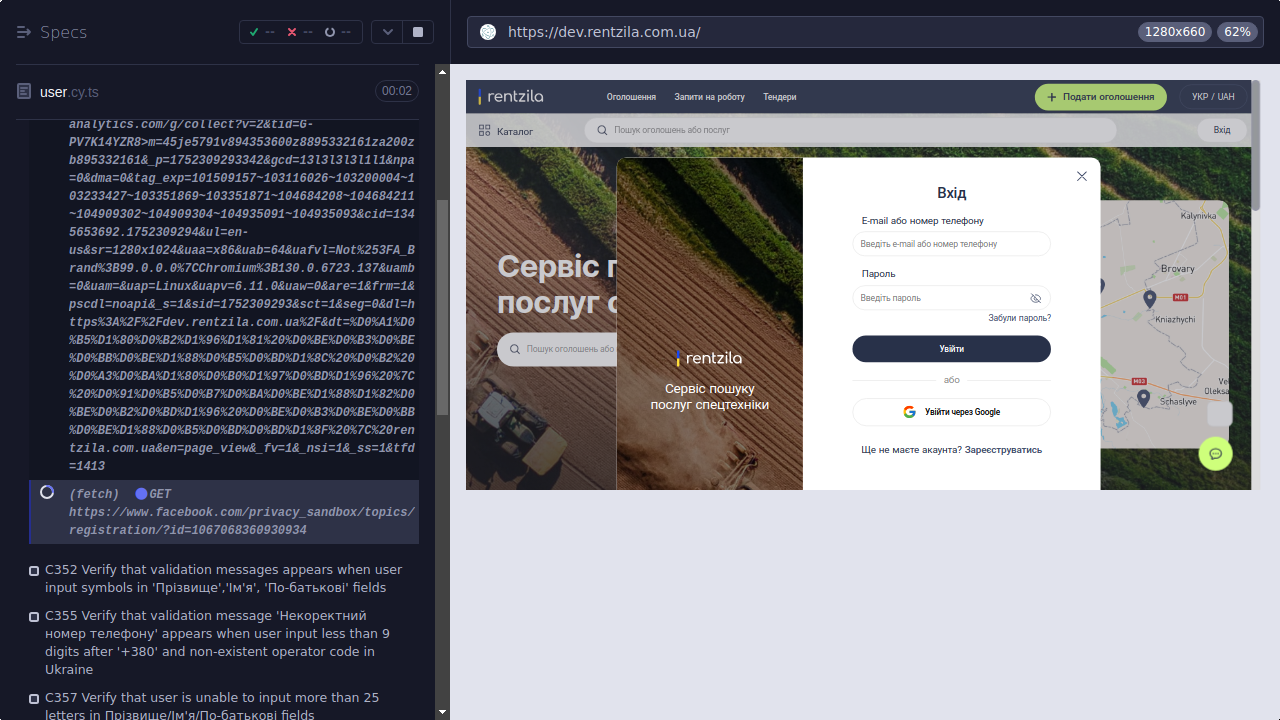 Specs
--
--
--
https://dev.rentzila.com.ua/
1280x660
62%
user.cy.ts
00:02
analytics.com/g/collect?v=2&tid=G-
PV7K14YZR8>m=45je5791v894353600z8895332161za200z
b895332161&_p=1752309293342&gcd=13l3l3l3l1l1&npa
=0&dma=0&tag_exp=101509157~103116026~103200004~1
03233427~103351869~103351871~104684208~104684211
~104909302~104909304~104935091~104935093&cid=134
5653692.1752309294&ul=en-
us&sr=1280x1024&uaa=x86&uab=64&uafvl=Not%253FA_B
rand%3B99.0.0.0%7CChromium%3B130.0.6723.137&uamb
=0&uam=&uap=Linux&uapv=6.11.0&uaw=0&are=1&frm=1&
pscdl=noapi&_s=1&sid=1752309293&sct=1&seg=0&dl=h
ttps%3A%2F%2Fdev.rentzila.com.ua%2F&dt=%D0%A1%D0
%B5%D1%80%D0%B2%D1%96%D1%81%20%D0%BE%D0%B3%D0%BE
%D0%BB%D0%BE%D1%88%D0%B5%D0%BD%D1%8C%20%D0%B2%20
%D0%A3%D0%BA%D1%80%D0%B0%D1%97%D0%BD%D1%96%20%7C
%20%D0%91%D0%B5%D0%B7%D0%BA%D0%BE%D1%88%D1%82%D0
%BE%D0%B2%D0%BD%D1%96%20%D0%BE%D0%B3%D0%BE%D0%BB
%D0%BE%D1%88%D0%B5%D0%BD%D0%BD%D1%8F%20%7C%20ren
tzila.com.ua&en=page_view&_fv=1&_nsi=1&_ss=1&tfd
=1413
(fetch) GET
https://www.facebook.com/privacy_sandbox/topics/
registration/?id=1067068360930934
C352 Verify that validation messages appears when user
input symbols in 'Прізвище','Ім'я', 'По-батькові' fields
C355 Verify that validation message 'Некоректний
номер телефону' appears when user input less than 9
digits after '+380' and non-existent operator code in
Ukraine
C357 Verify that user is unable to input more than 25
letters in Прізвище/Ім'я/По-батькові fields
rentzila
Оголошення
Запити на роботу
Тендери
Подати оголошення
УКР / UAH
Каталог
Пошук оголошень або послуг
Вхід
Сервіс п
послуг с
Пошук оголошень або
rentzila
Сервіс пошуку
послуг спецтехніки
Вхід
E-mail або номер телефону
Введіть e-mail або номер телефону
Пароль
Введіть пароль
Забули пароль?
Увійти
або
Увійти через Google
Ще не маєте акаунта? Зареєструватись
Kalynivka
Brovary
M01
Kniazhychi
M03
Vel
Oleksa
Schaslyve